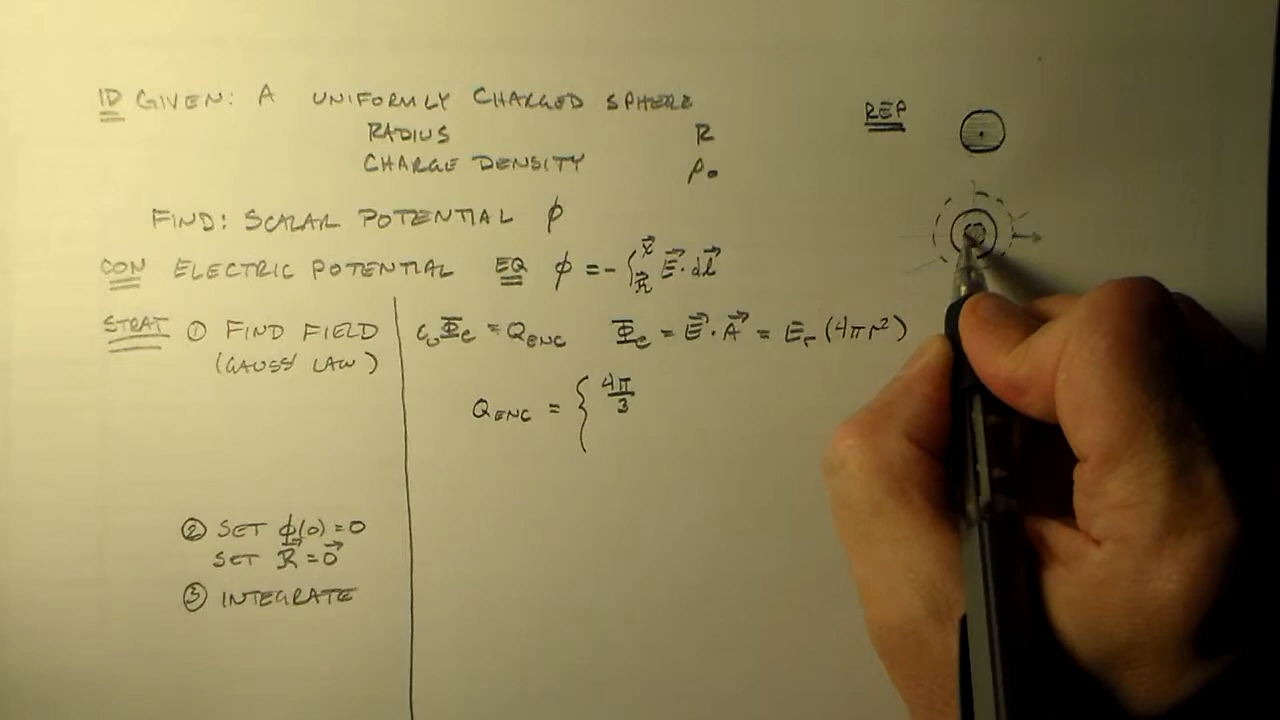 ID GIVEN: A UNIFORMLY CHARGED SPHERE
RADIUS R
CHARGE DENSITY ρ₀
REP
FIND: SCALAR POTENTIAL ϕ
CON ELECTRIC POTENTIAL EQ ϕ = -∫_ℛ⃗^x⃗ E⃗·dl⃗
STRAT ① FIND FIELD
(GAUSS' LAW)
ϵ₀Φₑ = Q_ENC Φₑ = E⃗·A⃗ = Eᵣ(4πr²)
Q_ENC = { 4π/3
② SET ϕ(0) = 0
SET ℛ⃗ = 0⃗
③ INTEGRATE